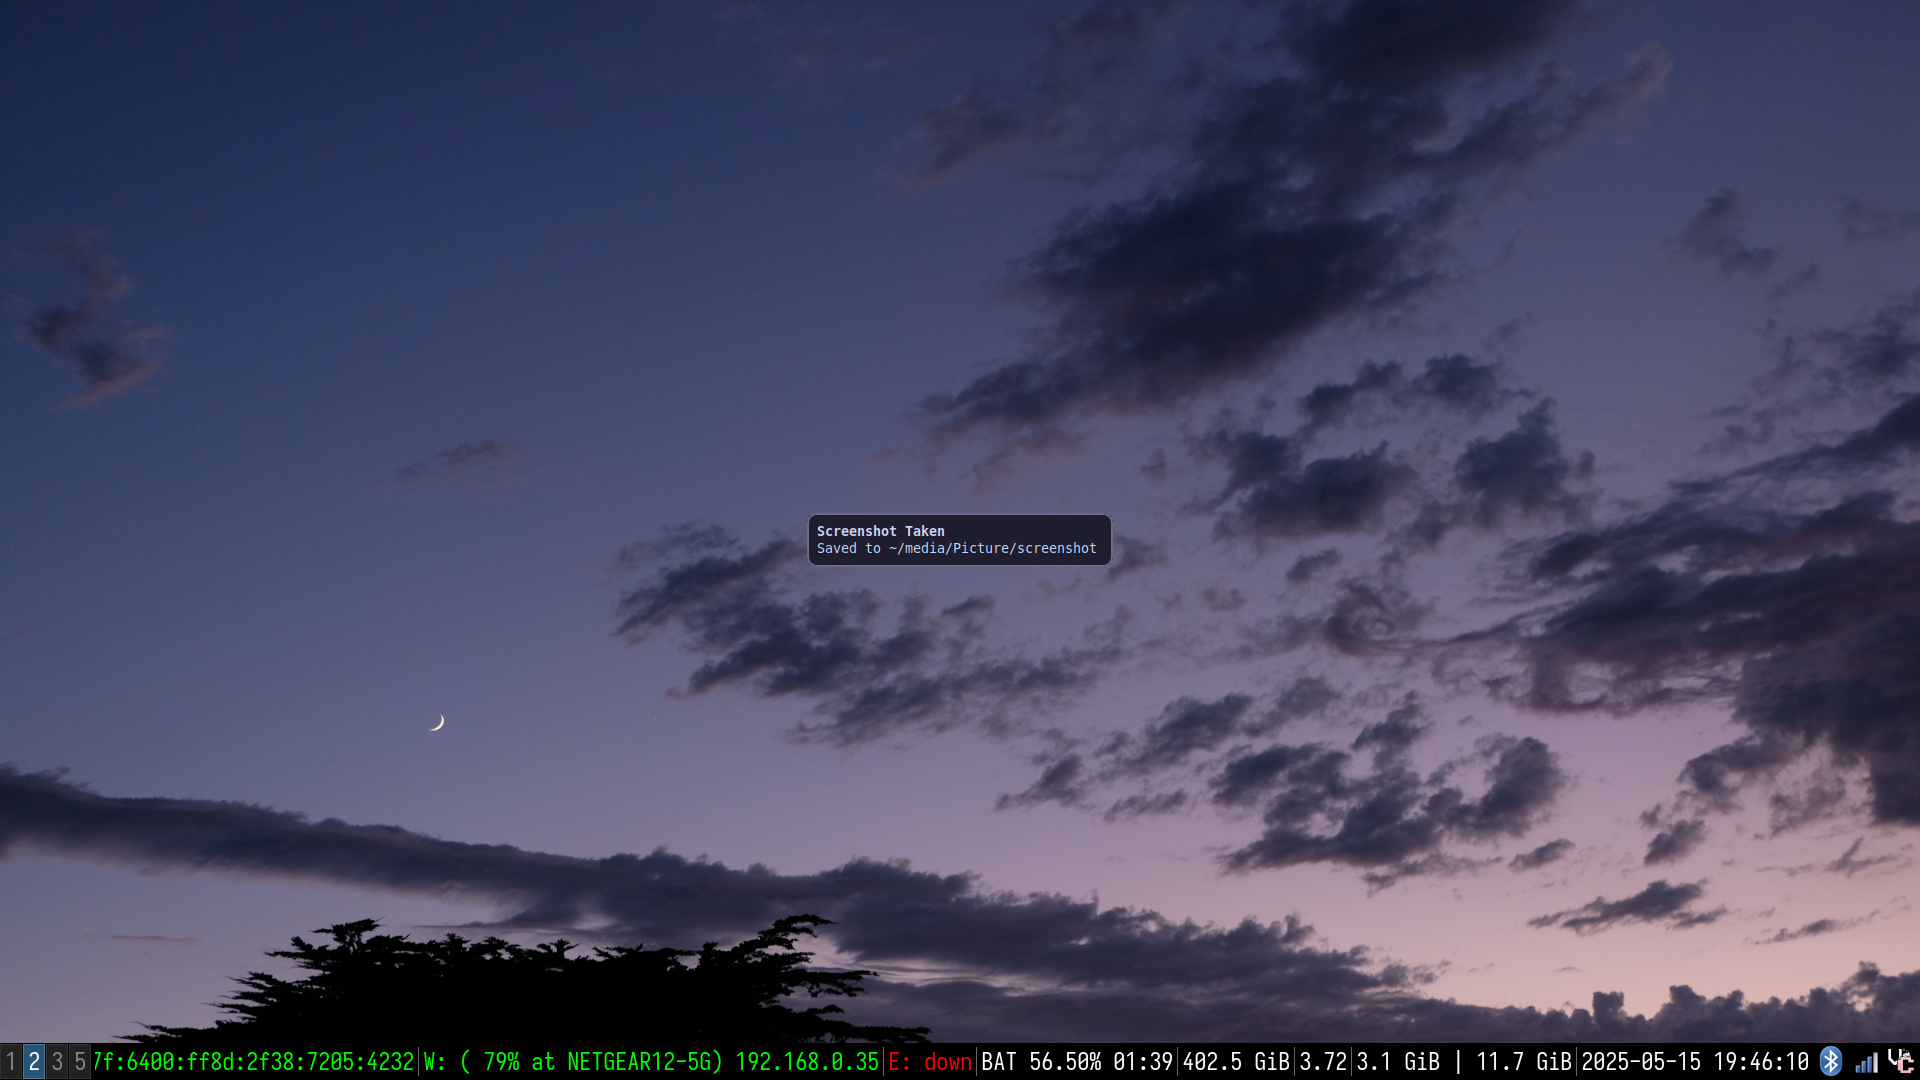 Screenshot Taken
Saved to ~/media/Picture/screenshot
1 2 3 5 7f:6400:ff8d:2f38:7205:4232 W: ( 79% at NETGEAR12-5G) 192.168.0.35 E: down BAT 56.50% 01:39 402.5 GiB 3.72 3.1 GiB | 11.7 GiB 2025-05-15 19:46:10